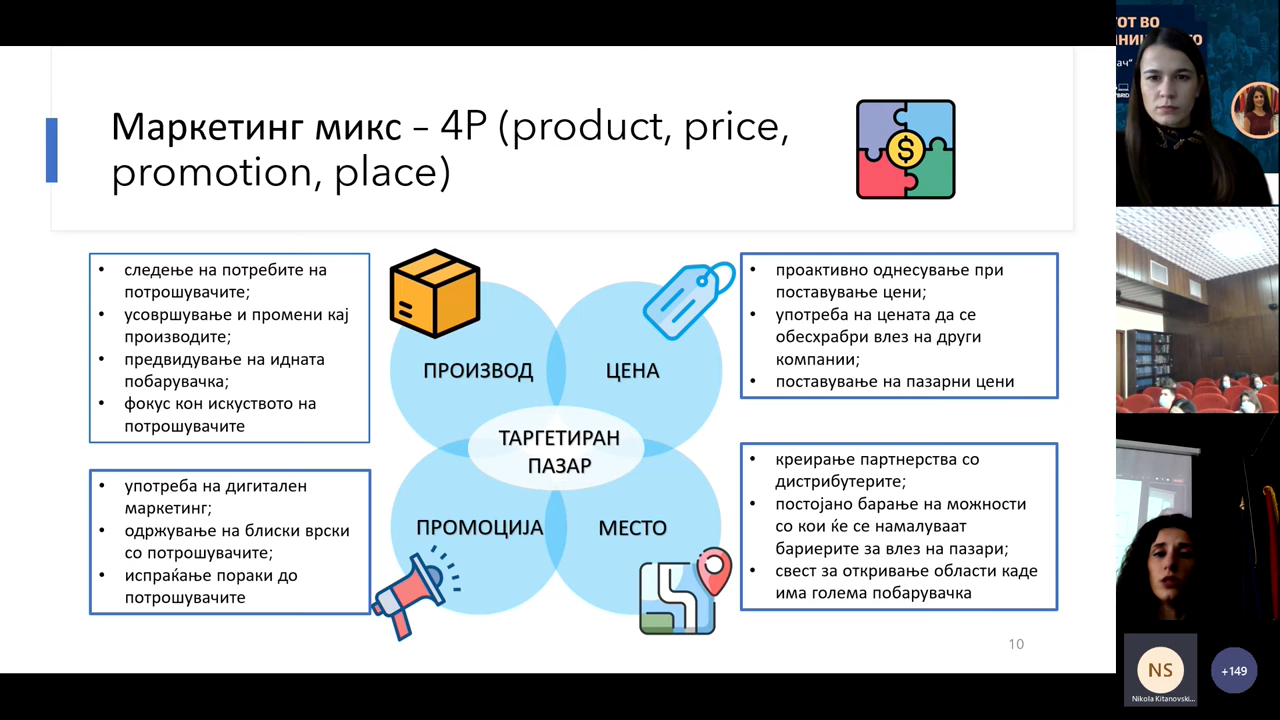 Маркетинг микс – 4P (product, price,
promotion, place)
$
• следење на потребите на
потрошувачите;
• усовршување и промени кај
производите;
• предвидување на идната
побарувачка;
• фокус кон искуството на
потрошувачите
• употреба на дигитален
маркетинг;
• одржување на блиски врски
со потрошувачите;
• испраќање пораки до
потрошувачите
ПРОИЗВОД
ЦЕНА
ТАРГЕТИРАН
ПАЗАР
ПРОМОЦИЈА
МЕСТО
• проактивно однесување при
поставување цени;
• употреба на цената да се
обесхрабри влез на други
компании;
• поставување на пазарни цени
• креирање партнерства со
дистрибутерите;
• постојано барање на можности
со кои ќе се намалуваат
бариерите за влез на пазари;
• свест за откривање области каде
има голема побарувачка
10
ВО
NS
Nikola Kitanovski...
+149